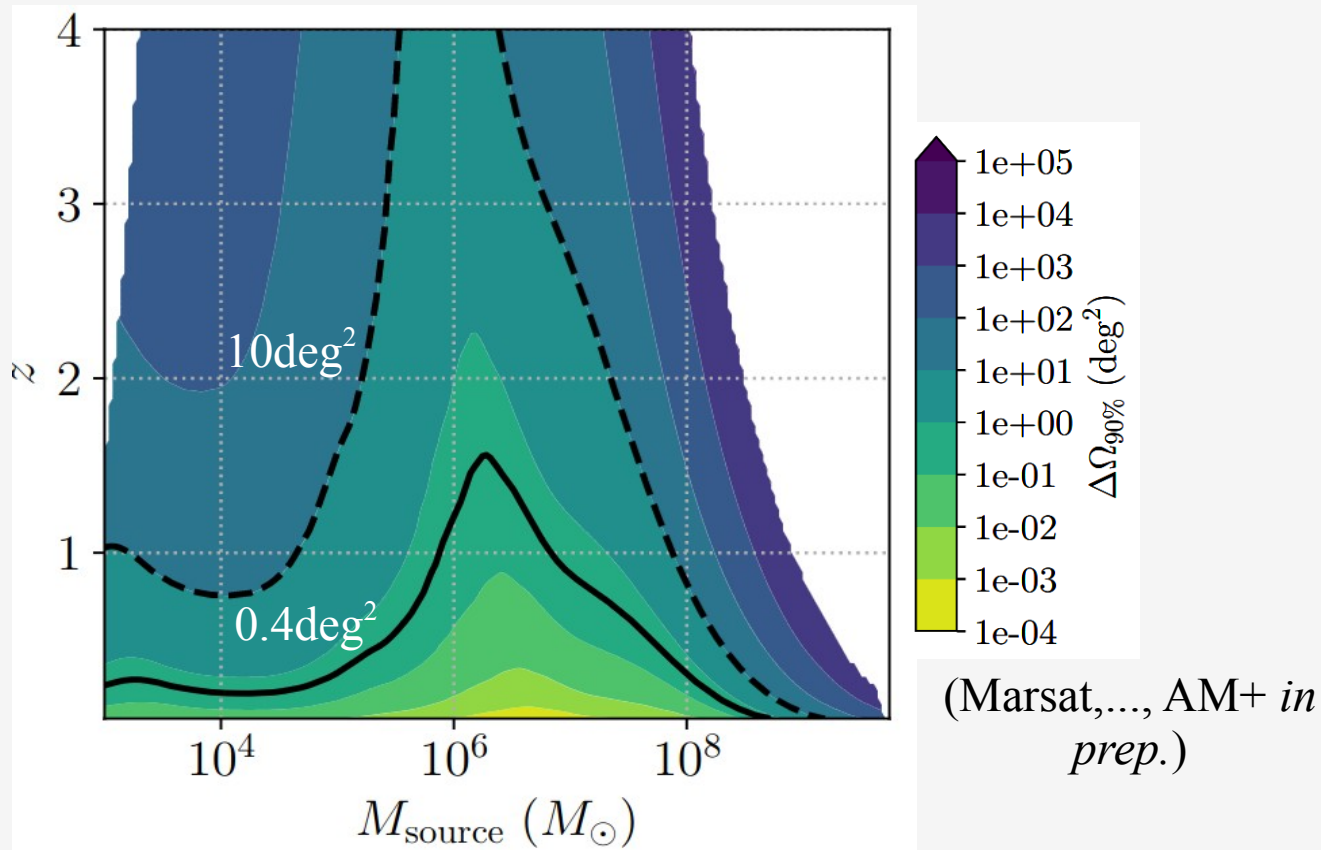 4
3
2
1
z
10deg²
0.4deg²
10⁴
10⁶
10⁸
M_source (M_⊙)
1e+05
1e+04
1e+03
1e+02
1e+01
1e+00
1e-01
1e-02
1e-03
1e-04
ΔΩ_90% (deg²)
(Marsat,..., AM+ in
prep.)